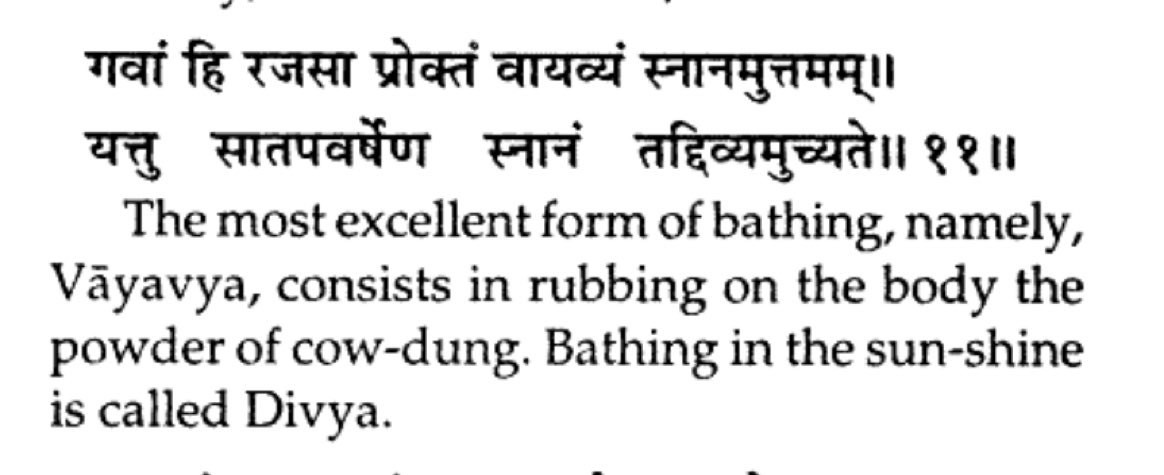 गवां हि रजसा प्रोक्तं वायव्यं स्नानमुत्तमम्॥
यत्तु सातपवर्षेण स्नानं तद्दिव्यमुच्यते॥ ११॥
The most excellent form of bathing, namely,
Vāyavya, consists in rubbing on the body the
powder of cow-dung. Bathing in the sun-shine
is called Divya.